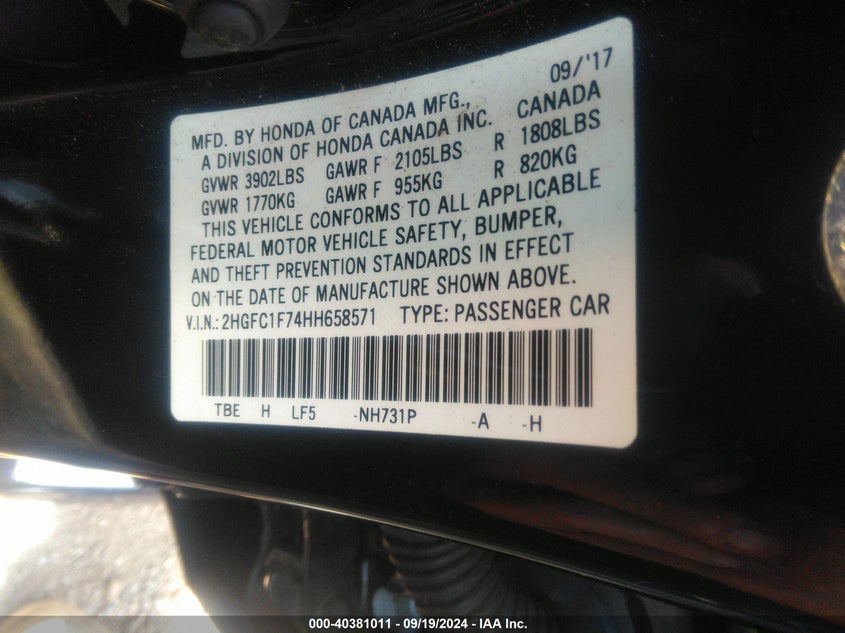 09/'17
MFD. BY HONDA OF CANADA MFG., CANADA
A DIVISION OF HONDA CANADA INC.
GVWR 3902LBS GAWR F 2105LBS R 1808LBS
GVWR 1770KG GAWR F 955KG R 820KG
THIS VEHICLE CONFORMS TO ALL APPLICABLE
FEDERAL MOTOR VEHICLE SAFETY, BUMPER,
AND THEFT PREVENTION STANDARDS IN EFFECT
ON THE DATE OF MANUFACTURE SHOWN ABOVE.
V.I.N.: 2HGFC1F74HH658571 TYPE: PASSENGER CAR
TBE H LF5 -NH731P -A -H
000-40381011 - 09/19/2024 - IAA Inc.